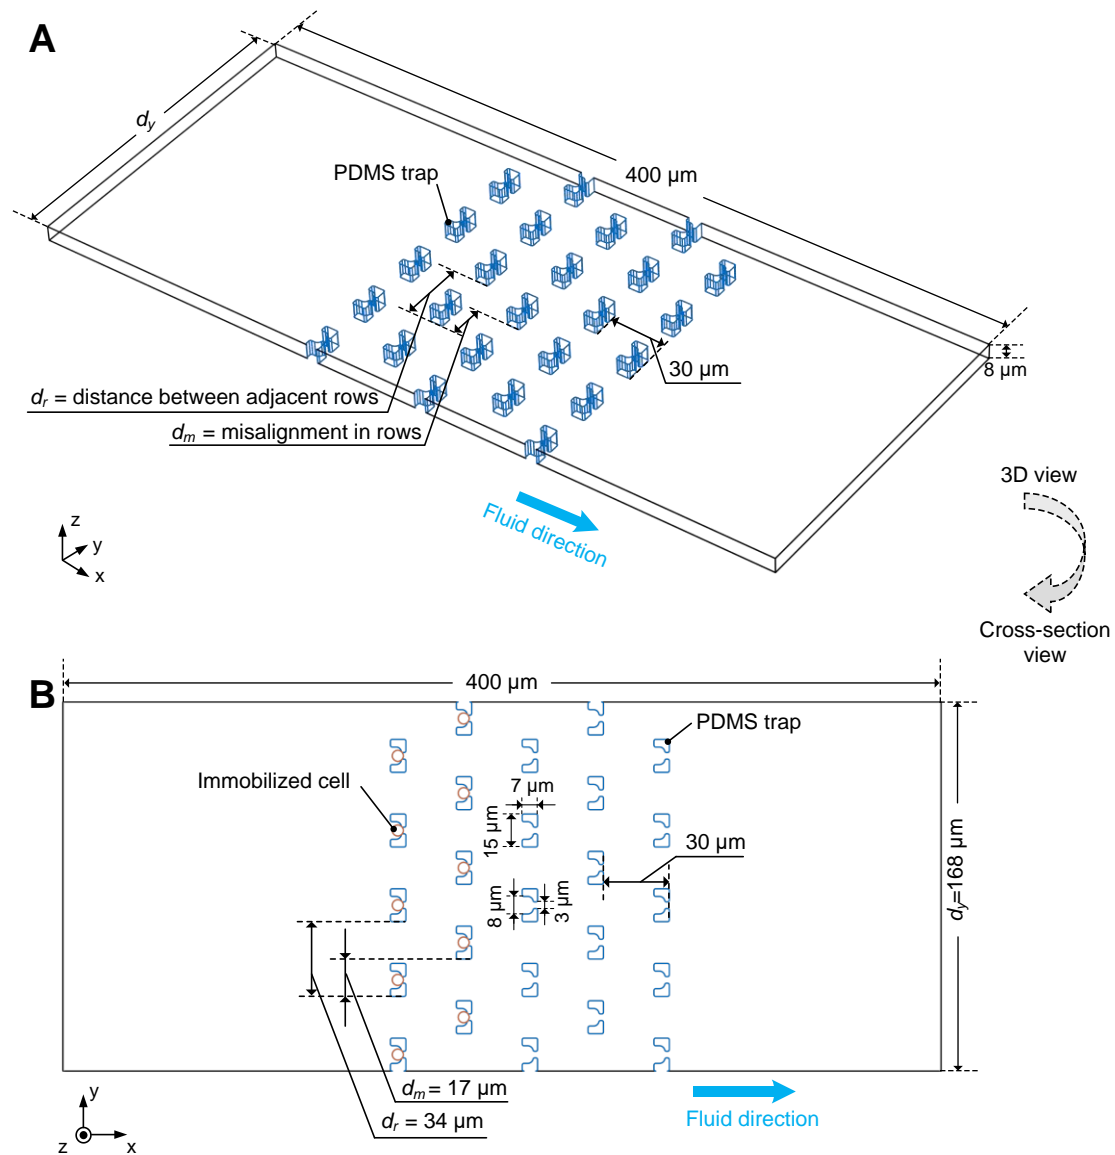 A
d_y
PDMS trap
400 µm
8 µm
30 µm
d_r = distance between adjacent rows
d_m = misalignment in rows
Fluid direction
z
y
x
3D view
Cross-section
view
B
400 µm
PDMS trap
Immobilized cell
7 µm
15 µm
30 µm
8 µm
3 µm
d_y=168 µm
d_m = 17 µm
d_r = 34 µm
Fluid direction
y
z
x